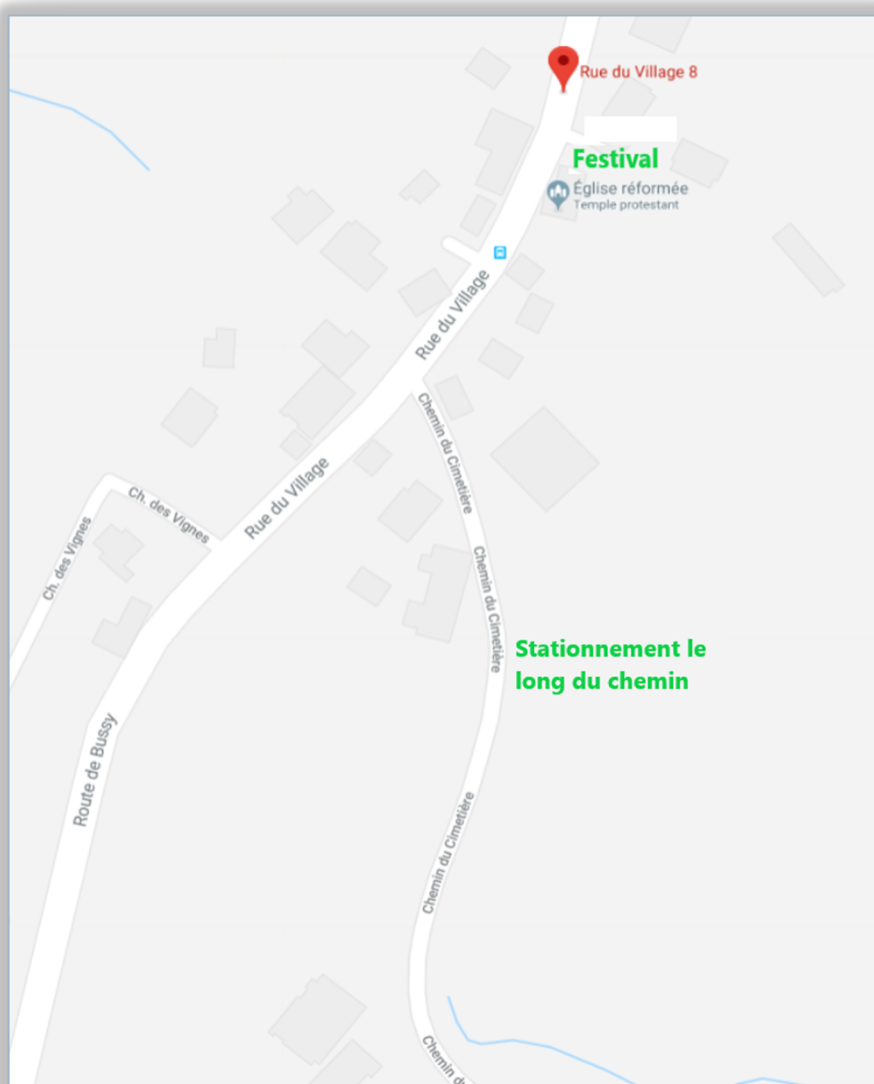 Rue du Village 8
Festival
Église réformée
Temple protestant
Rue du Village
Chemin du Cimetière
Rue du Village
Ch. des Vignes
Ch. des Vignes
Chemin du Cimetière
Stationnement le
long du chemin
Route de Bussy
Chemin du Cimetière
Chemin du